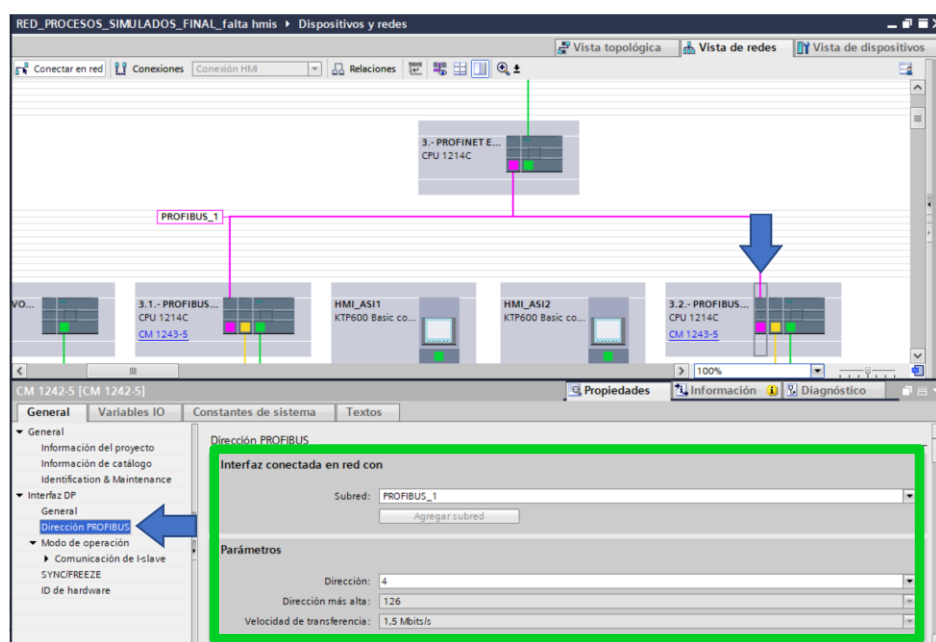 RED_PROCESOS_SIMULADOS_FINAL_falta hmis ▸ Dispositivos y redes
Vista topológica Vista de redes Vista de dispositivos
Conectar en red Conexiones Conexión HMI Relaciones
3.- PROFINET E...
CPU 1214C
PROFIBUS_1
VO...
3.1.- PROFIBUS...
CPU 1214C
CM 1243-5
HMI_ASI1
KTP600 Basic co...
HMI_ASI2
KTP600 Basic co...
3.2.- PROFIBUS...
CPU 1214C
CM 1243-5
100%
CM 1242-5 [CM 1242-5]
Propiedades Información Diagnóstico
General Variables IO Constantes de sistema Textos
General
Información del proyecto
Información de catálogo
Identification & Maintenance
Interfaz DP
General
Dirección PROFIBUS
Modo de operación
Comunicación de I-slave
SYNC/FREEZE
ID de hardware
Dirección PROFIBUS
Interfaz conectada en red con
Subred: PROFIBUS_1
Agregar subred
Parámetros
Dirección: 4
Dirección más alta: 126
Velocidad de transferencia: 1,5 Mbits/s